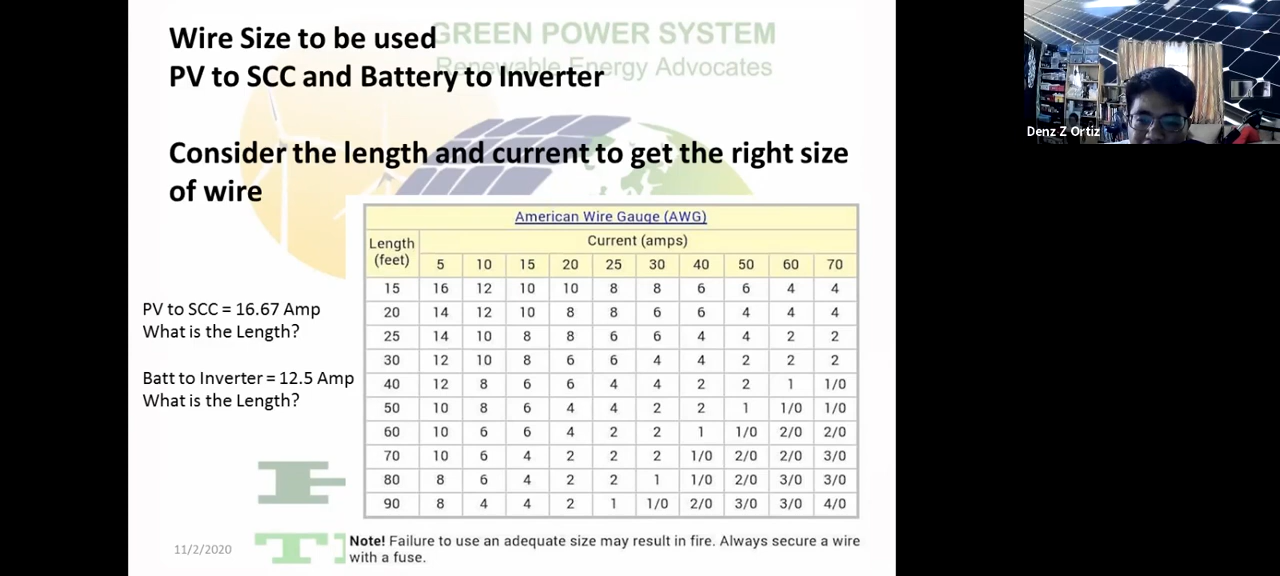 Wire Size to be used
GREEN POWER SYSTEM
PV to SCC and Battery to Inverter
Renewable Energy Advocates
Consider the length and current to get the right size
of wire
Denz Z Ortiz
American Wire Gauge (AWG)
Length (feet) Current (amps)
5 10 15 20 25 30 40 50 60 70
15 16 12 10 10 8 8 6 6 4 4
20 14 12 10 8 8 6 6 4 4 4
25 14 10 8 8 6 6 4 4 2 2
30 12 10 8 6 6 4 4 2 2 2
40 12 8 6 6 4 4 2 2 1 1/0
50 10 8 6 4 4 2 2 1 1/0 1/0
60 10 6 6 4 2 2 1 1/0 2/0 2/0
70 10 6 4 2 2 2 1/0 2/0 2/0 3/0
80 8 6 4 2 2 1 1/0 2/0 3/0 3/0
90 8 4 4 2 1 1/0 2/0 3/0 3/0 4/0
PV to SCC = 16.67 Amp
What is the Length?
Batt to Inverter = 12.5 Amp
What is the Length?
11/2/2020
Note! Failure to use an adequate size may result in fire. Always secure a wire
with a fuse.